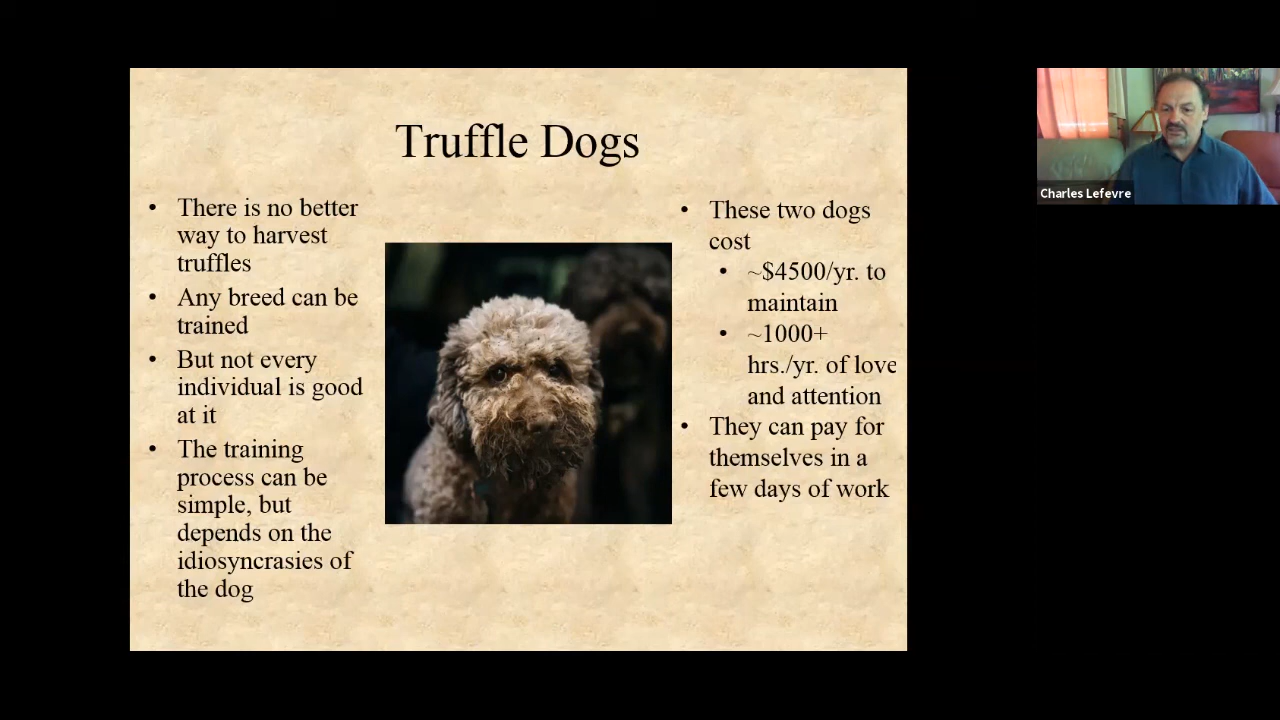 Truffle Dogs
• There is no better
way to harvest
truffles
• Any breed can be
trained
• But not every
individual is good
at it
• The training
process can be
simple, but
depends on the
idiosyncrasies of
the dog
• These two dogs
cost
• ~$4500/yr. to
maintain
• ~1000+
hrs./yr. of love
and attention
• They can pay for
themselves in a
few days of work
Charles Lefevre